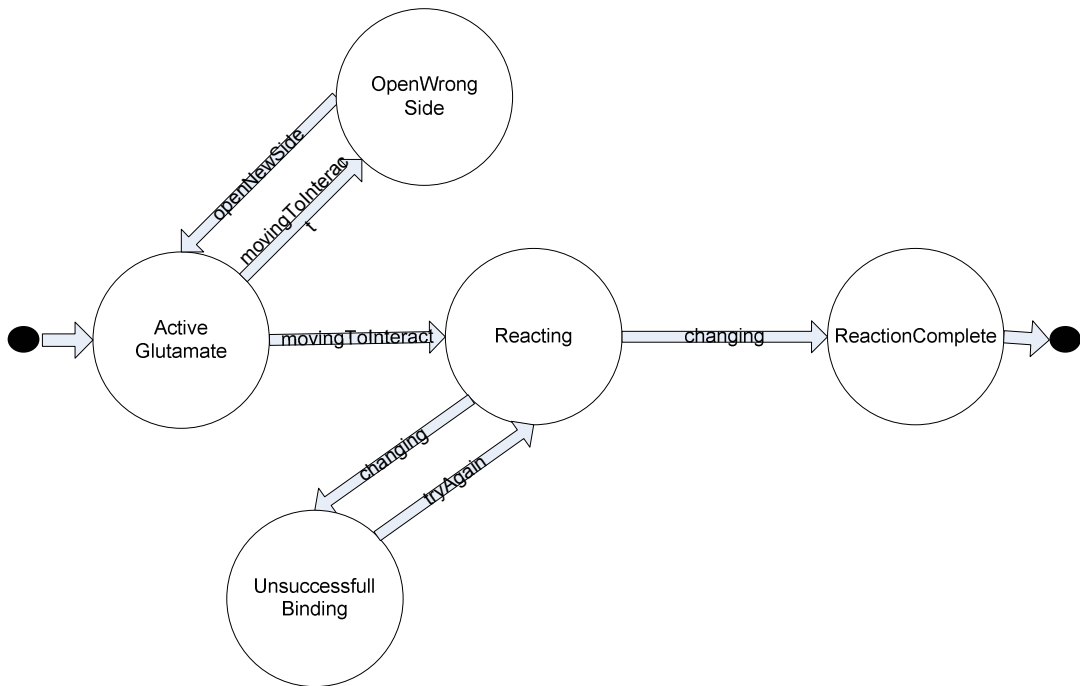 OpenWrong
Side
openNewSide
movingToInterac
t
Active
Glutamate
movingToInteract
Reacting
changing
ReactionComplete
changing
tryAgain
Unsuccessfull
Binding